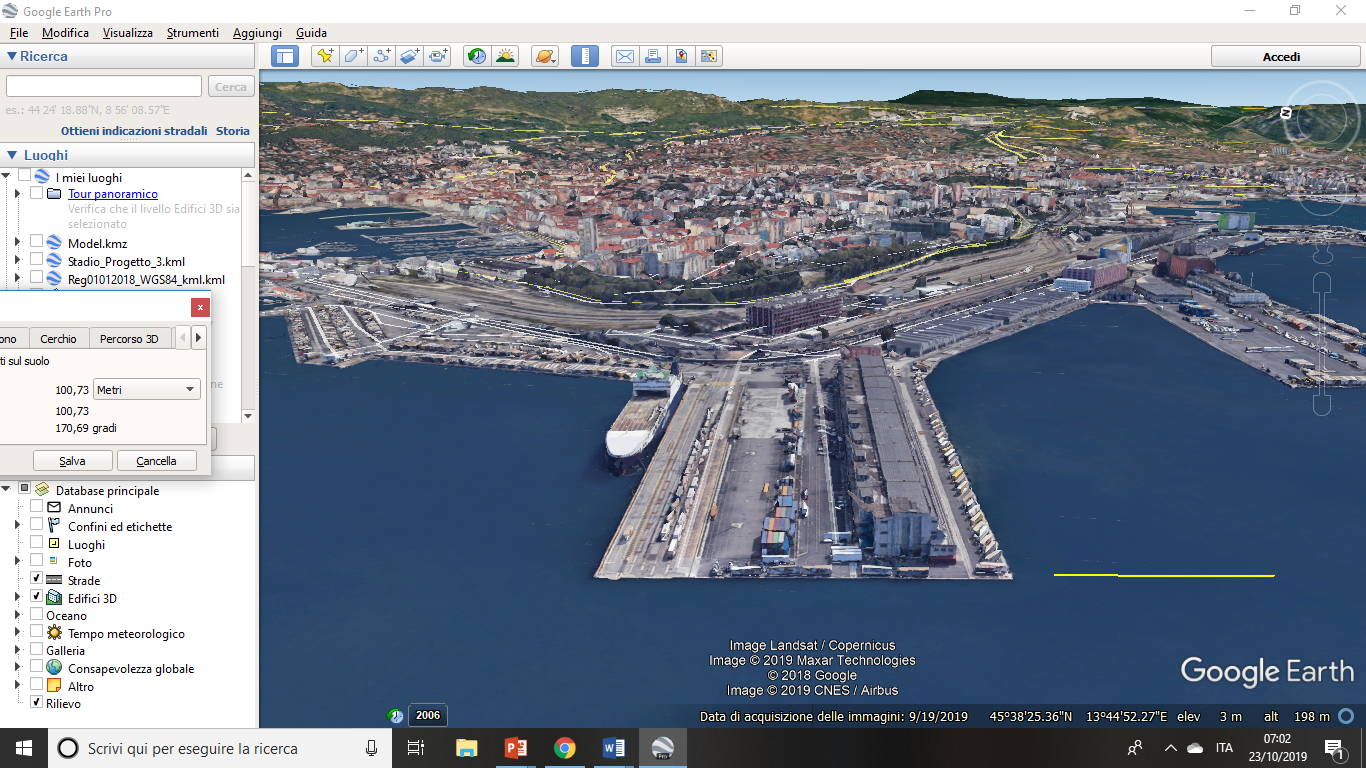 Google Earth Pro
File Modifica Visualizza Strumenti Aggiungi Guida
Ricerca
Cerca
es.: 44 24' 18.88"N, 8 56' 08.57"E
Ottieni indicazioni stradali Storia
Luoghi
I miei luoghi
Tour panoramico
Verifica che il livello Edifici 3D sia
selezionato
Model.kmz
Stadio_Progetto_3.kml
Reg01012018_WGS84_kml.kml
x
ono Cerchio Percorso 3D
ti sul suolo
ne
100,73 Metri
100,73
170,69 gradi
Salva Cancella
Database principale
Annunci
Confini ed etichette
Luoghi
Foto
Strade
Edifici 3D
Oceano
Tempo meteorologico
Galleria
Consapevolezza globale
Altro
Rilievo
Accedi
N
Image Landsat / Copernicus
Image © 2019 Maxar Technologies
© 2018 Google
Image © 2019 CNES / Airbus
Google Earth
2006
Data di acquisizione delle immagini: 9/19/2019 45°38'25.36"N 13°44'52.27"E elev 3 m alt 198 m
Scrivi qui per eseguire la ricerca
P
W
Pro
ITA
07:02
23/10/2019
1